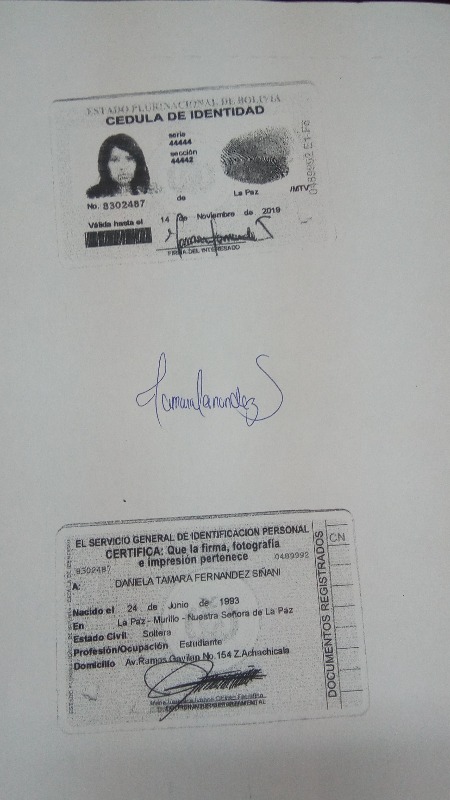 ESTADO PLURINACIONAL DE BOLIVIA
CEDULA DE IDENTIDAD
serie
44444
sección
44442
No. 8302487 de La Paz /MTV
Válida hasta el 14 de Noviembre de 2019
FIRMA DEL INTERESADO
0489992
Tamara Fernandez S
EL SERVICIO GENERAL DE IDENTIFICACION PERSONAL
CERTIFICA: Que la firma, fotografía
e impresión pertenece
8302487
0489992
A: DANIELA TAMARA FERNANDEZ SIÑANI
Nacido el 24 de Junio de 1993
En La Paz - Murillo - Nuestra Señora de La Paz
Estado Civil Soltera
Profesión/Ocupación Estudiante
Domicilio Av.Ramos Gavilan No.154 Z.Achachicala
DOCUMENTOS REGISTRADOS
CN